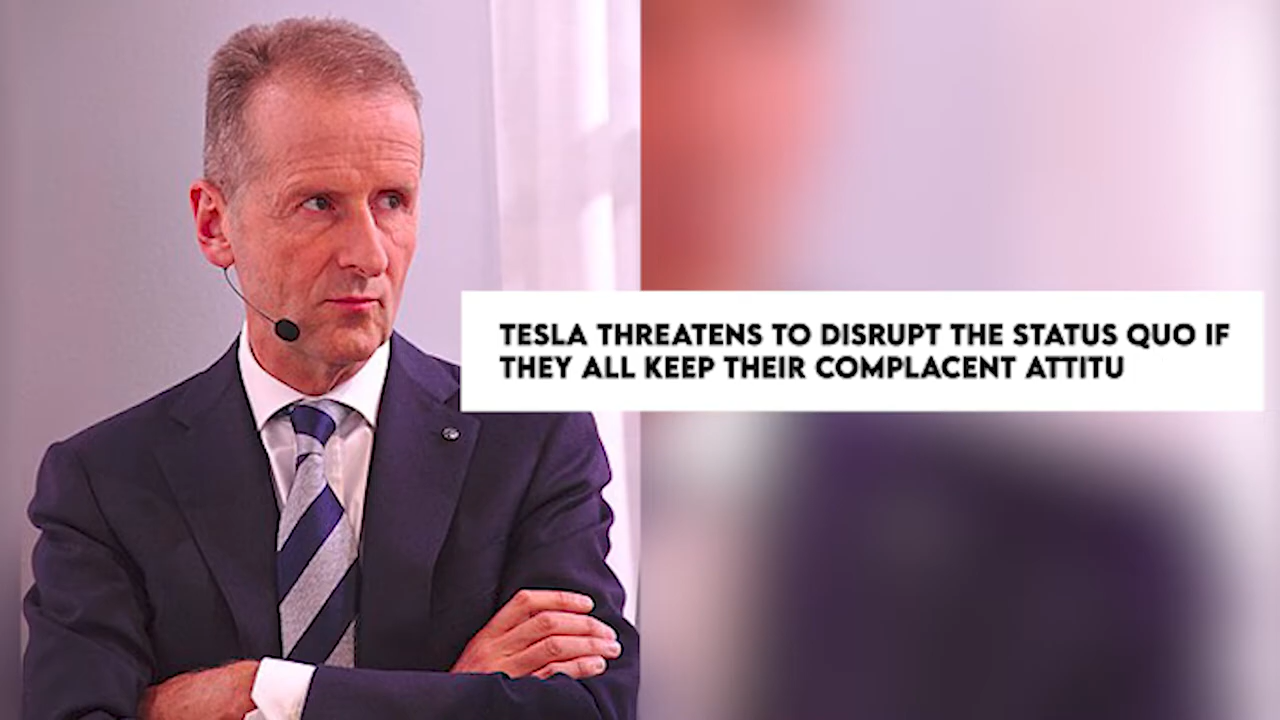 TESLA THREATENS TO DISRUPT THE STATUS QUO IF
THEY ALL KEEP THEIR COMPLACENT ATTITU